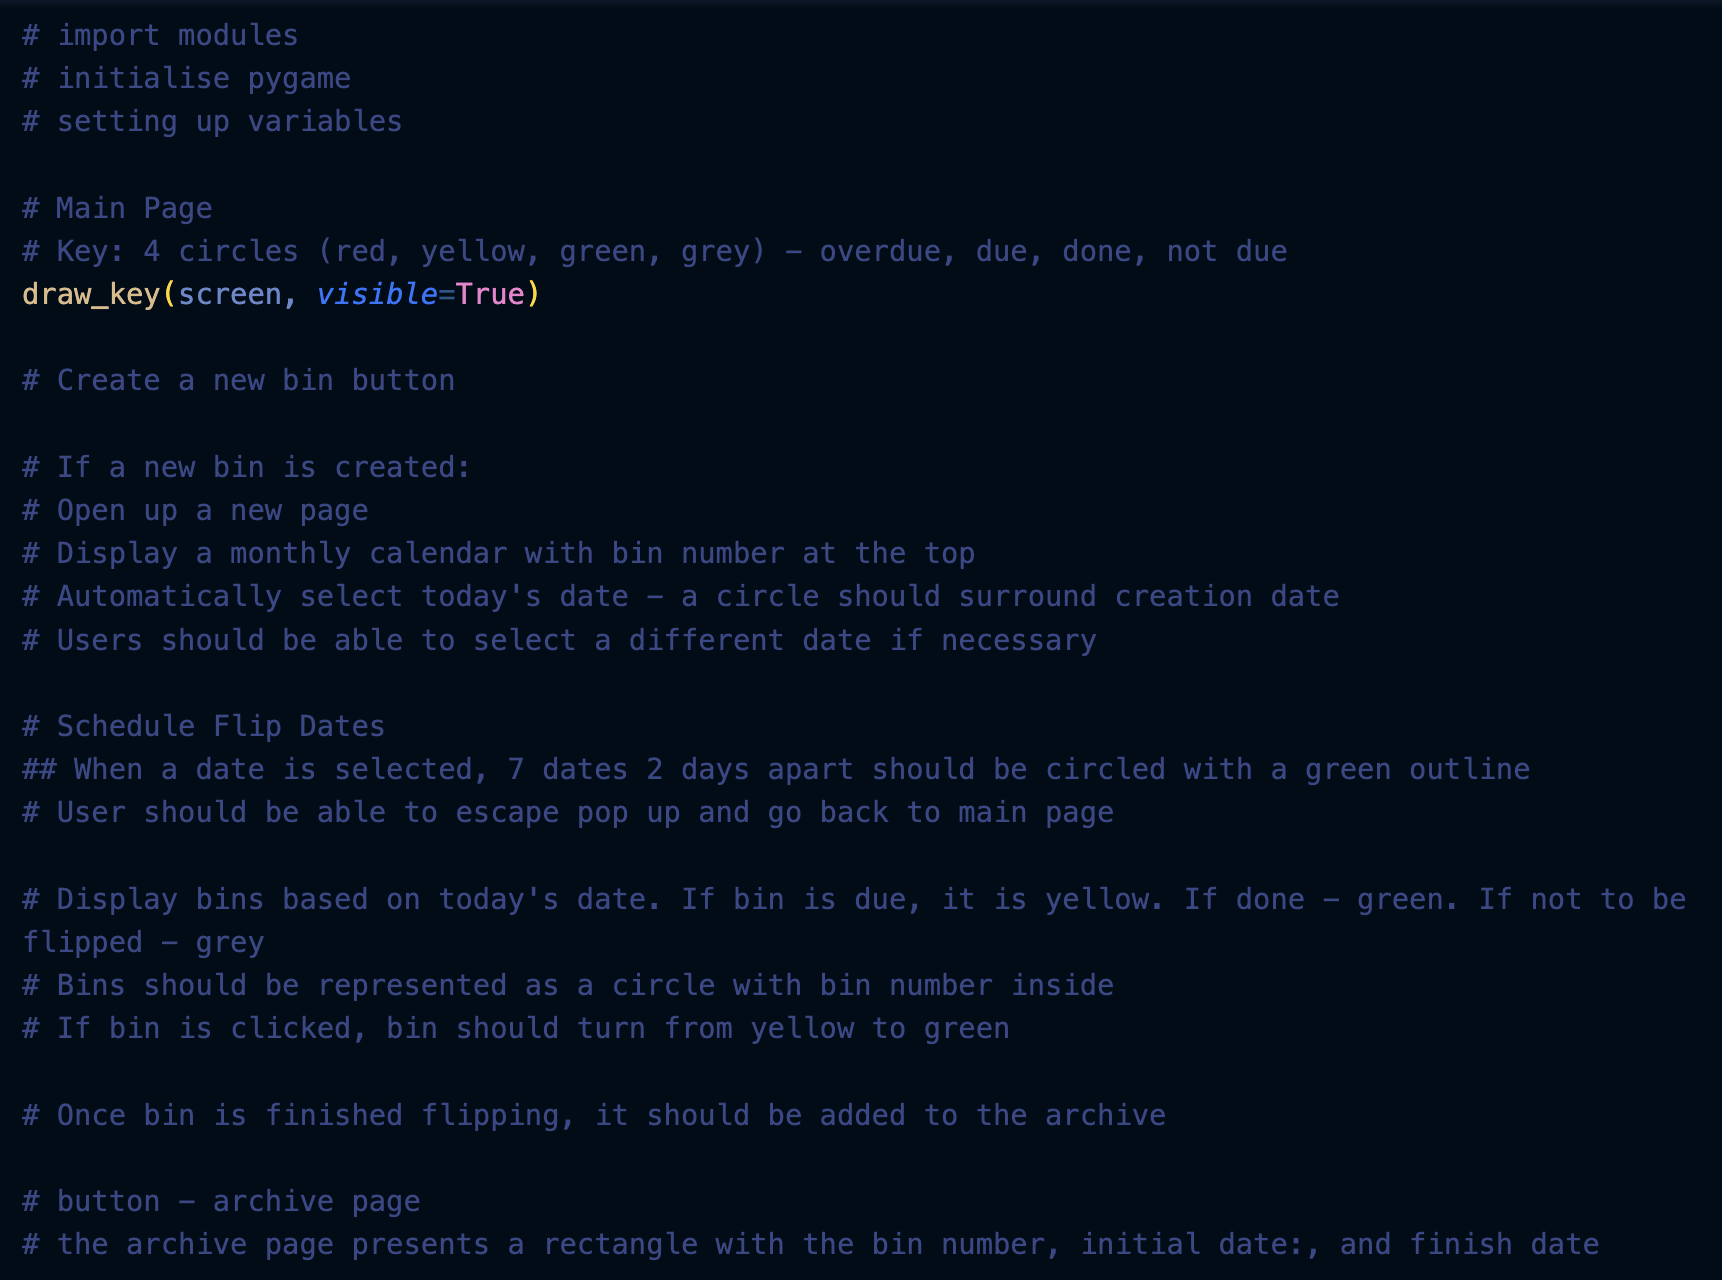 # import modules
# initialise pygame
# setting up variables
# Main Page
# Key: 4 circles (red, yellow, green, grey) – overdue, due, done, not due
draw_key(screen, visible=True)
# Create a new bin button
# If a new bin is created:
# Open up a new page
# Display a monthly calendar with bin number at the top
# Automatically select today's date – a circle should surround creation date
# Users should be able to select a different date if necessary
# Schedule Flip Dates
## When a date is selected, 7 dates 2 days apart should be circled with a green outline
# User should be able to escape pop up and go back to main page
# Display bins based on today's date. If bin is due, it is yellow. If done – green. If not to be
flipped – grey
# Bins should be represented as a circle with bin number inside
# If bin is clicked, bin should turn from yellow to green
# Once bin is finished flipping, it should be added to the archive
# button – archive page
# the archive page presents a rectangle with the bin number, initial date:, and finish date